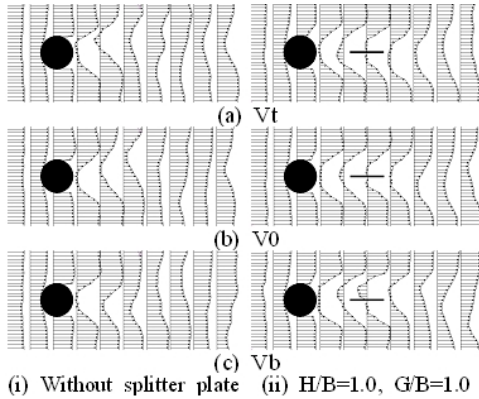 (a) Vt
(b) V0
(c) Vb
(i) Without splitter plate (ii) H/B=1.0, G/B=1.0